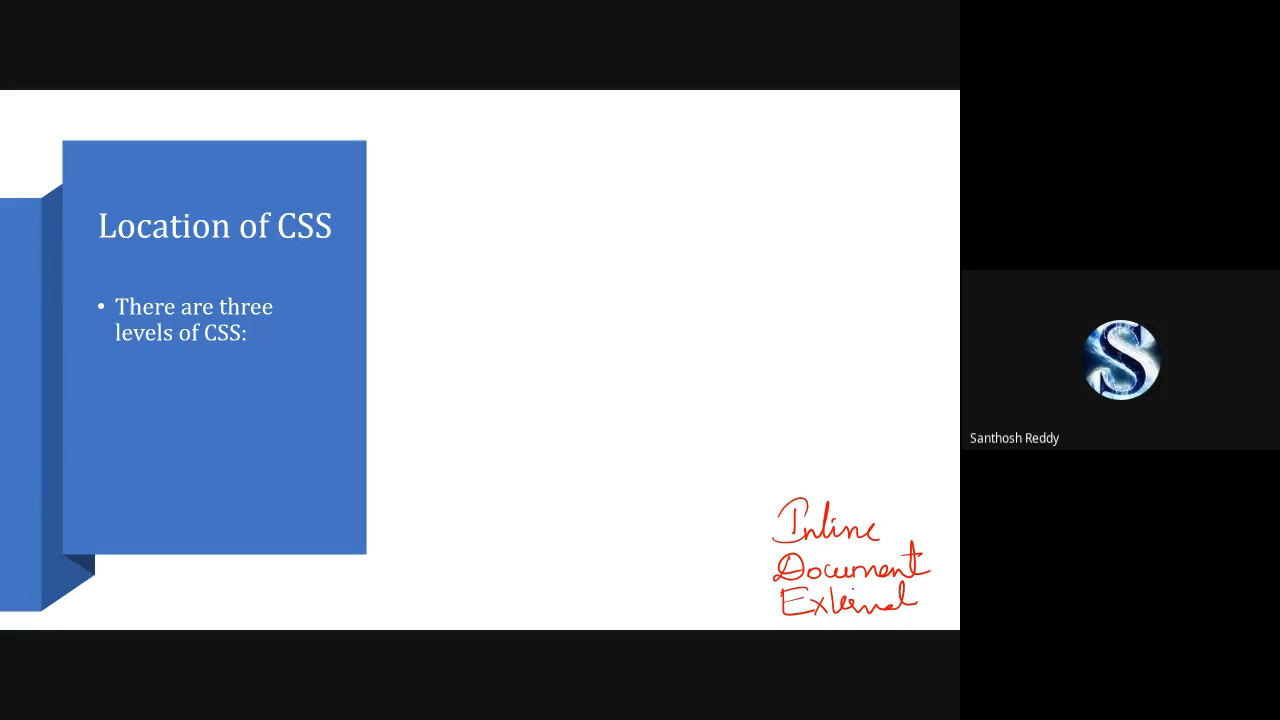 Location of CSS
• There are three
levels of CSS:
Inline
Document
External
Santhosh Reddy